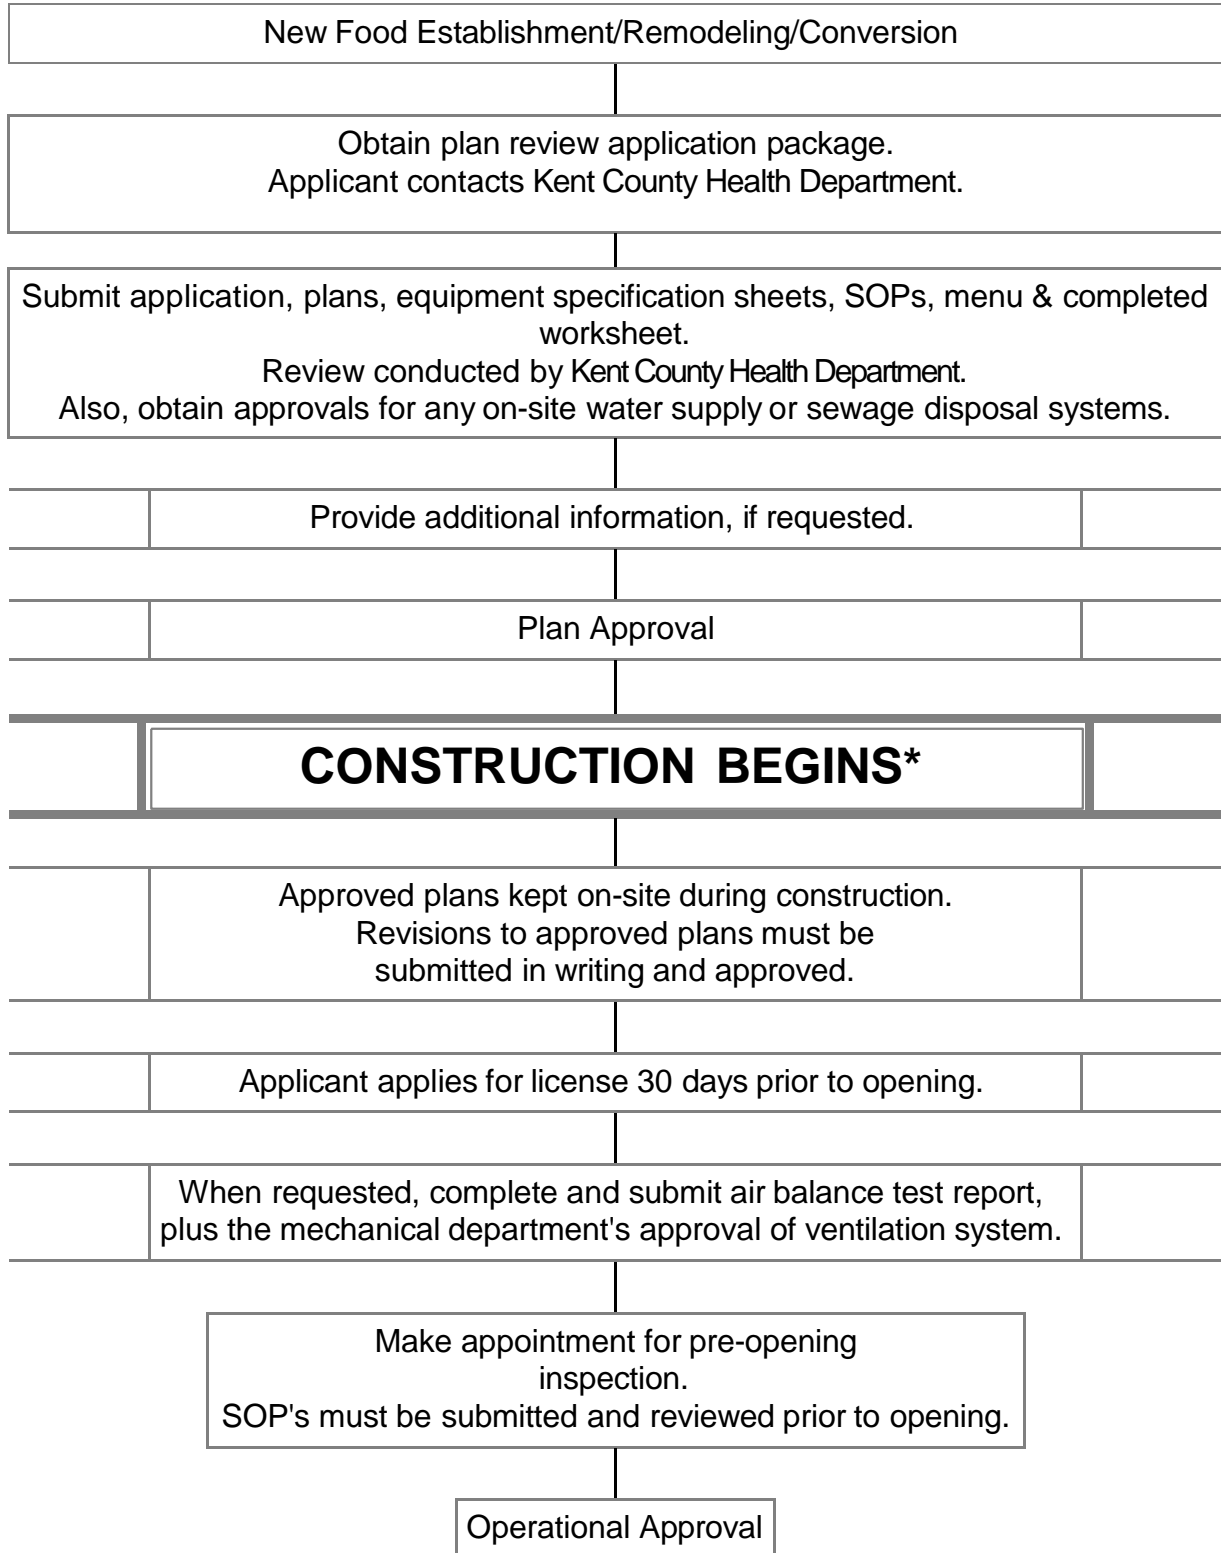 New Food Establishment/Remodeling/Conversion
Obtain plan review application package.
Applicant contacts Kent County Health Department.
Submit application, plans, equipment specification sheets, SOPs, menu & completed
worksheet.
Review conducted by Kent County Health Department.
Also, obtain approvals for any on-site water supply or sewage disposal systems.
Provide additional information, if requested.
Plan Approval
CONSTRUCTION BEGINS*
Approved plans kept on-site during construction.
Revisions to approved plans must be
submitted in writing and approved.
Applicant applies for license 30 days prior to opening.
When requested, complete and submit air balance test report,
plus the mechanical department's approval of ventilation system.
Make appointment for pre-opening
inspection.
SOP's must be submitted and reviewed prior to opening.
Operational Approval